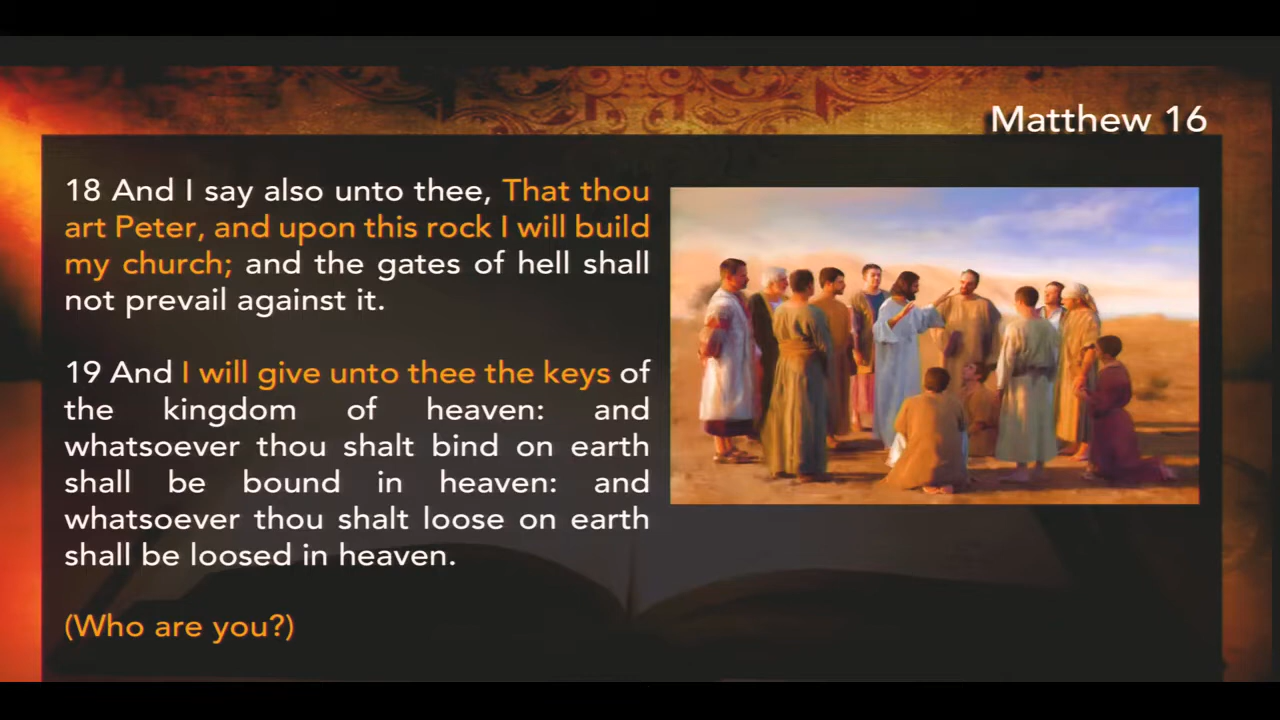 Matthew 16
18 And I say also unto thee, That thou
art Peter, and upon this rock I will build
my church; and the gates of hell shall
not prevail against it.
19 And I will give unto thee the keys of
the kingdom of heaven: and
whatsoever thou shalt bind on earth
shall be bound in heaven: and
whatsoever thou shalt loose on earth
shall be loosed in heaven.
(Who are you?)